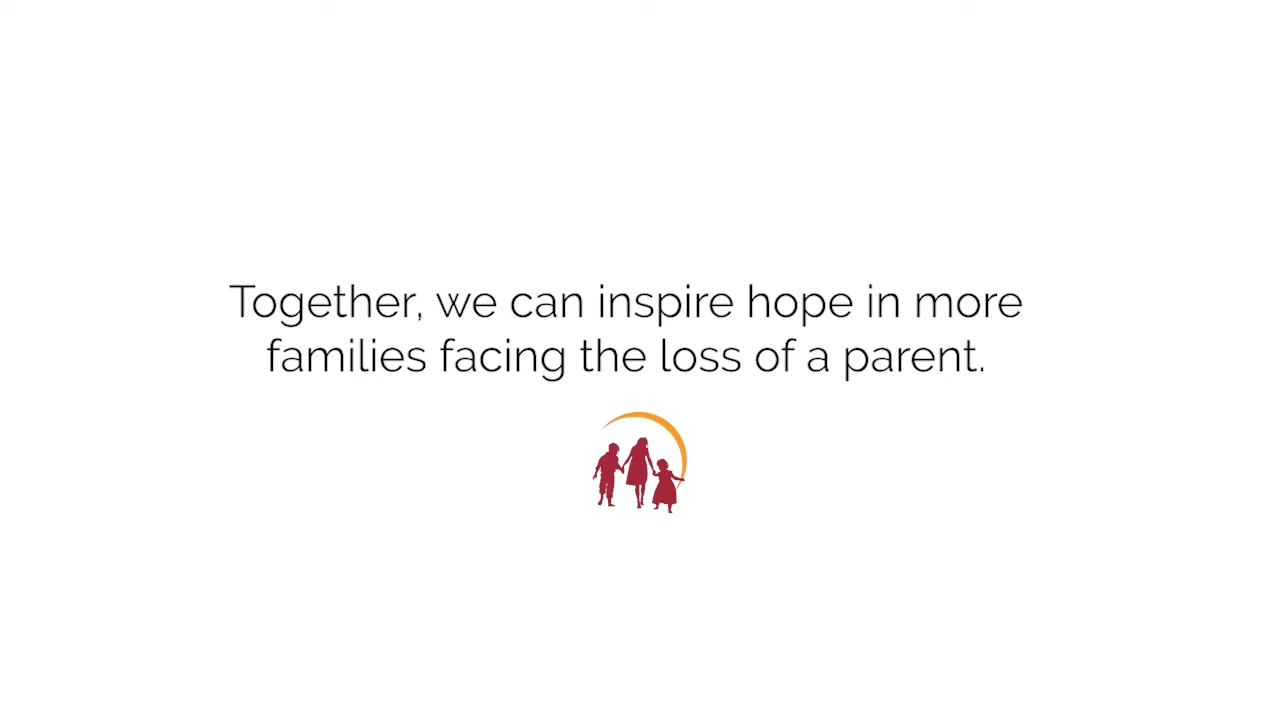 Together, we can inspire hope in more
families facing the loss of a parent.